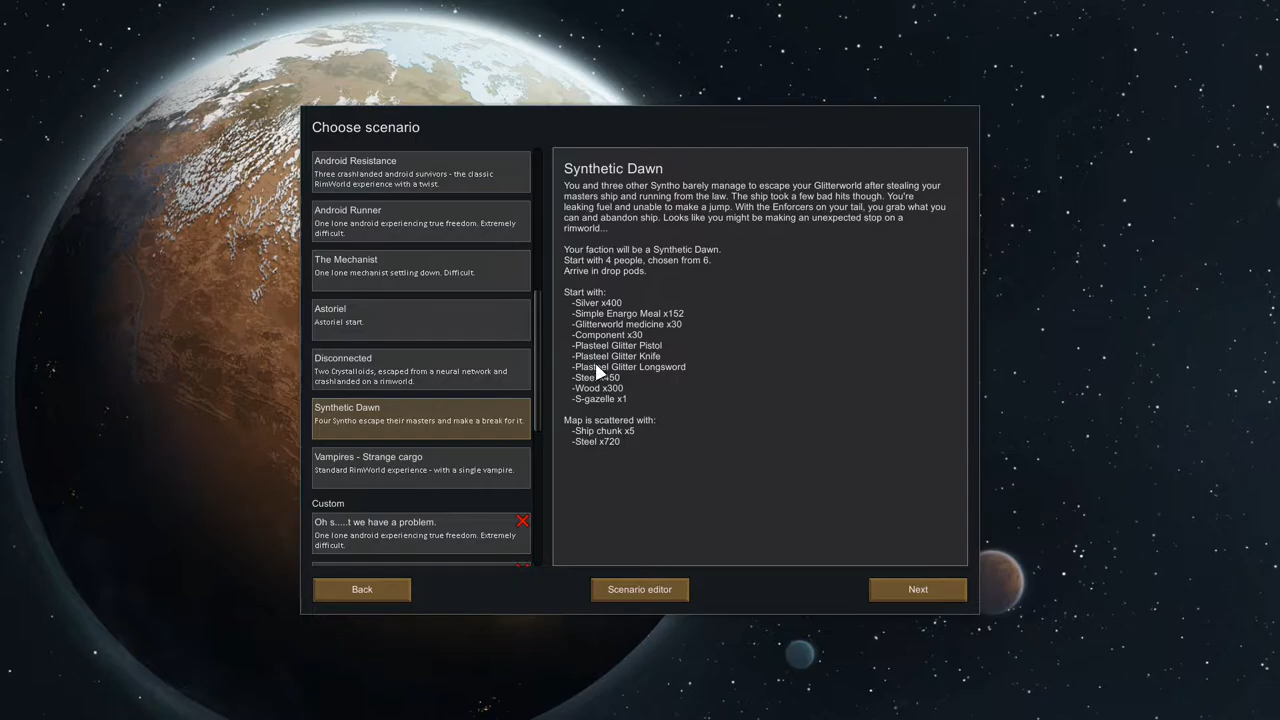 Choose scenario
Android Resistance
Three crashlanded android survivors - the classic
RimWorld experience with a twist.
Android Runner
One lone android experiencing true freedom. Extremely
difficult.
The Mechanist
One lone mechanist settling down. Difficult.
Astoriel
Astoriel start.
Disconnected
Two Crystalloids, escaped from a neural network and
crashlanded on a rimworld.
Synthetic Dawn
Four Syntho escape their masters and make a break for it.
Vampires - Strange cargo
Standard RimWorld experience - with a single vampire.
Custom
Oh s.....t we have a problem.
One lone android experiencing true freedom. Extremely
difficult.
Synthetic Dawn
You and three other Syntho barely manage to escape your Glitterworld after stealing your
masters ship and running from the law. The ship took a few bad hits though. You're
leaking fuel and unable to make a jump. With the Enforcers on your tail, you grab what you
can and abandon ship. Looks like you might be making an unexpected stop on a
rimworld...
Your faction will be a Synthetic Dawn.
Start with 4 people, chosen from 6.
Arrive in drop pods.
Start with:
-Silver x400
-Simple Enargo Meal x152
-Glitterworld medicine x30
-Component x30
-Plasteel Glitter Pistol
-Plasteel Glitter Knife
-Plasteel Glitter Longsword
-Steel x450
-Wood x300
-S-gazelle x1
Map is scattered with:
-Ship chunk x5
-Steel x720
Back
Scenario editor
Next